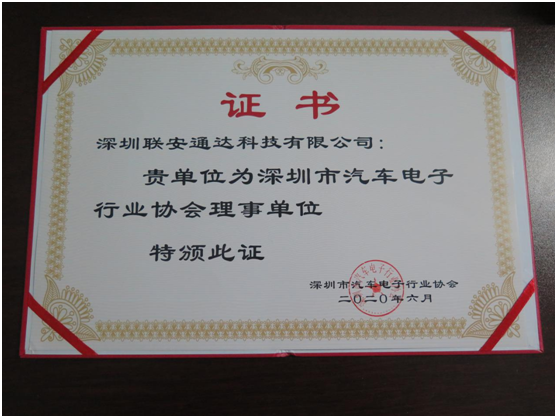 证书
深圳联安通达科技有限公司:
贵单位为深圳市汽车电子
行业协会理事单位
特颁此证
深圳市汽车电子行业协会
二〇二〇年六月